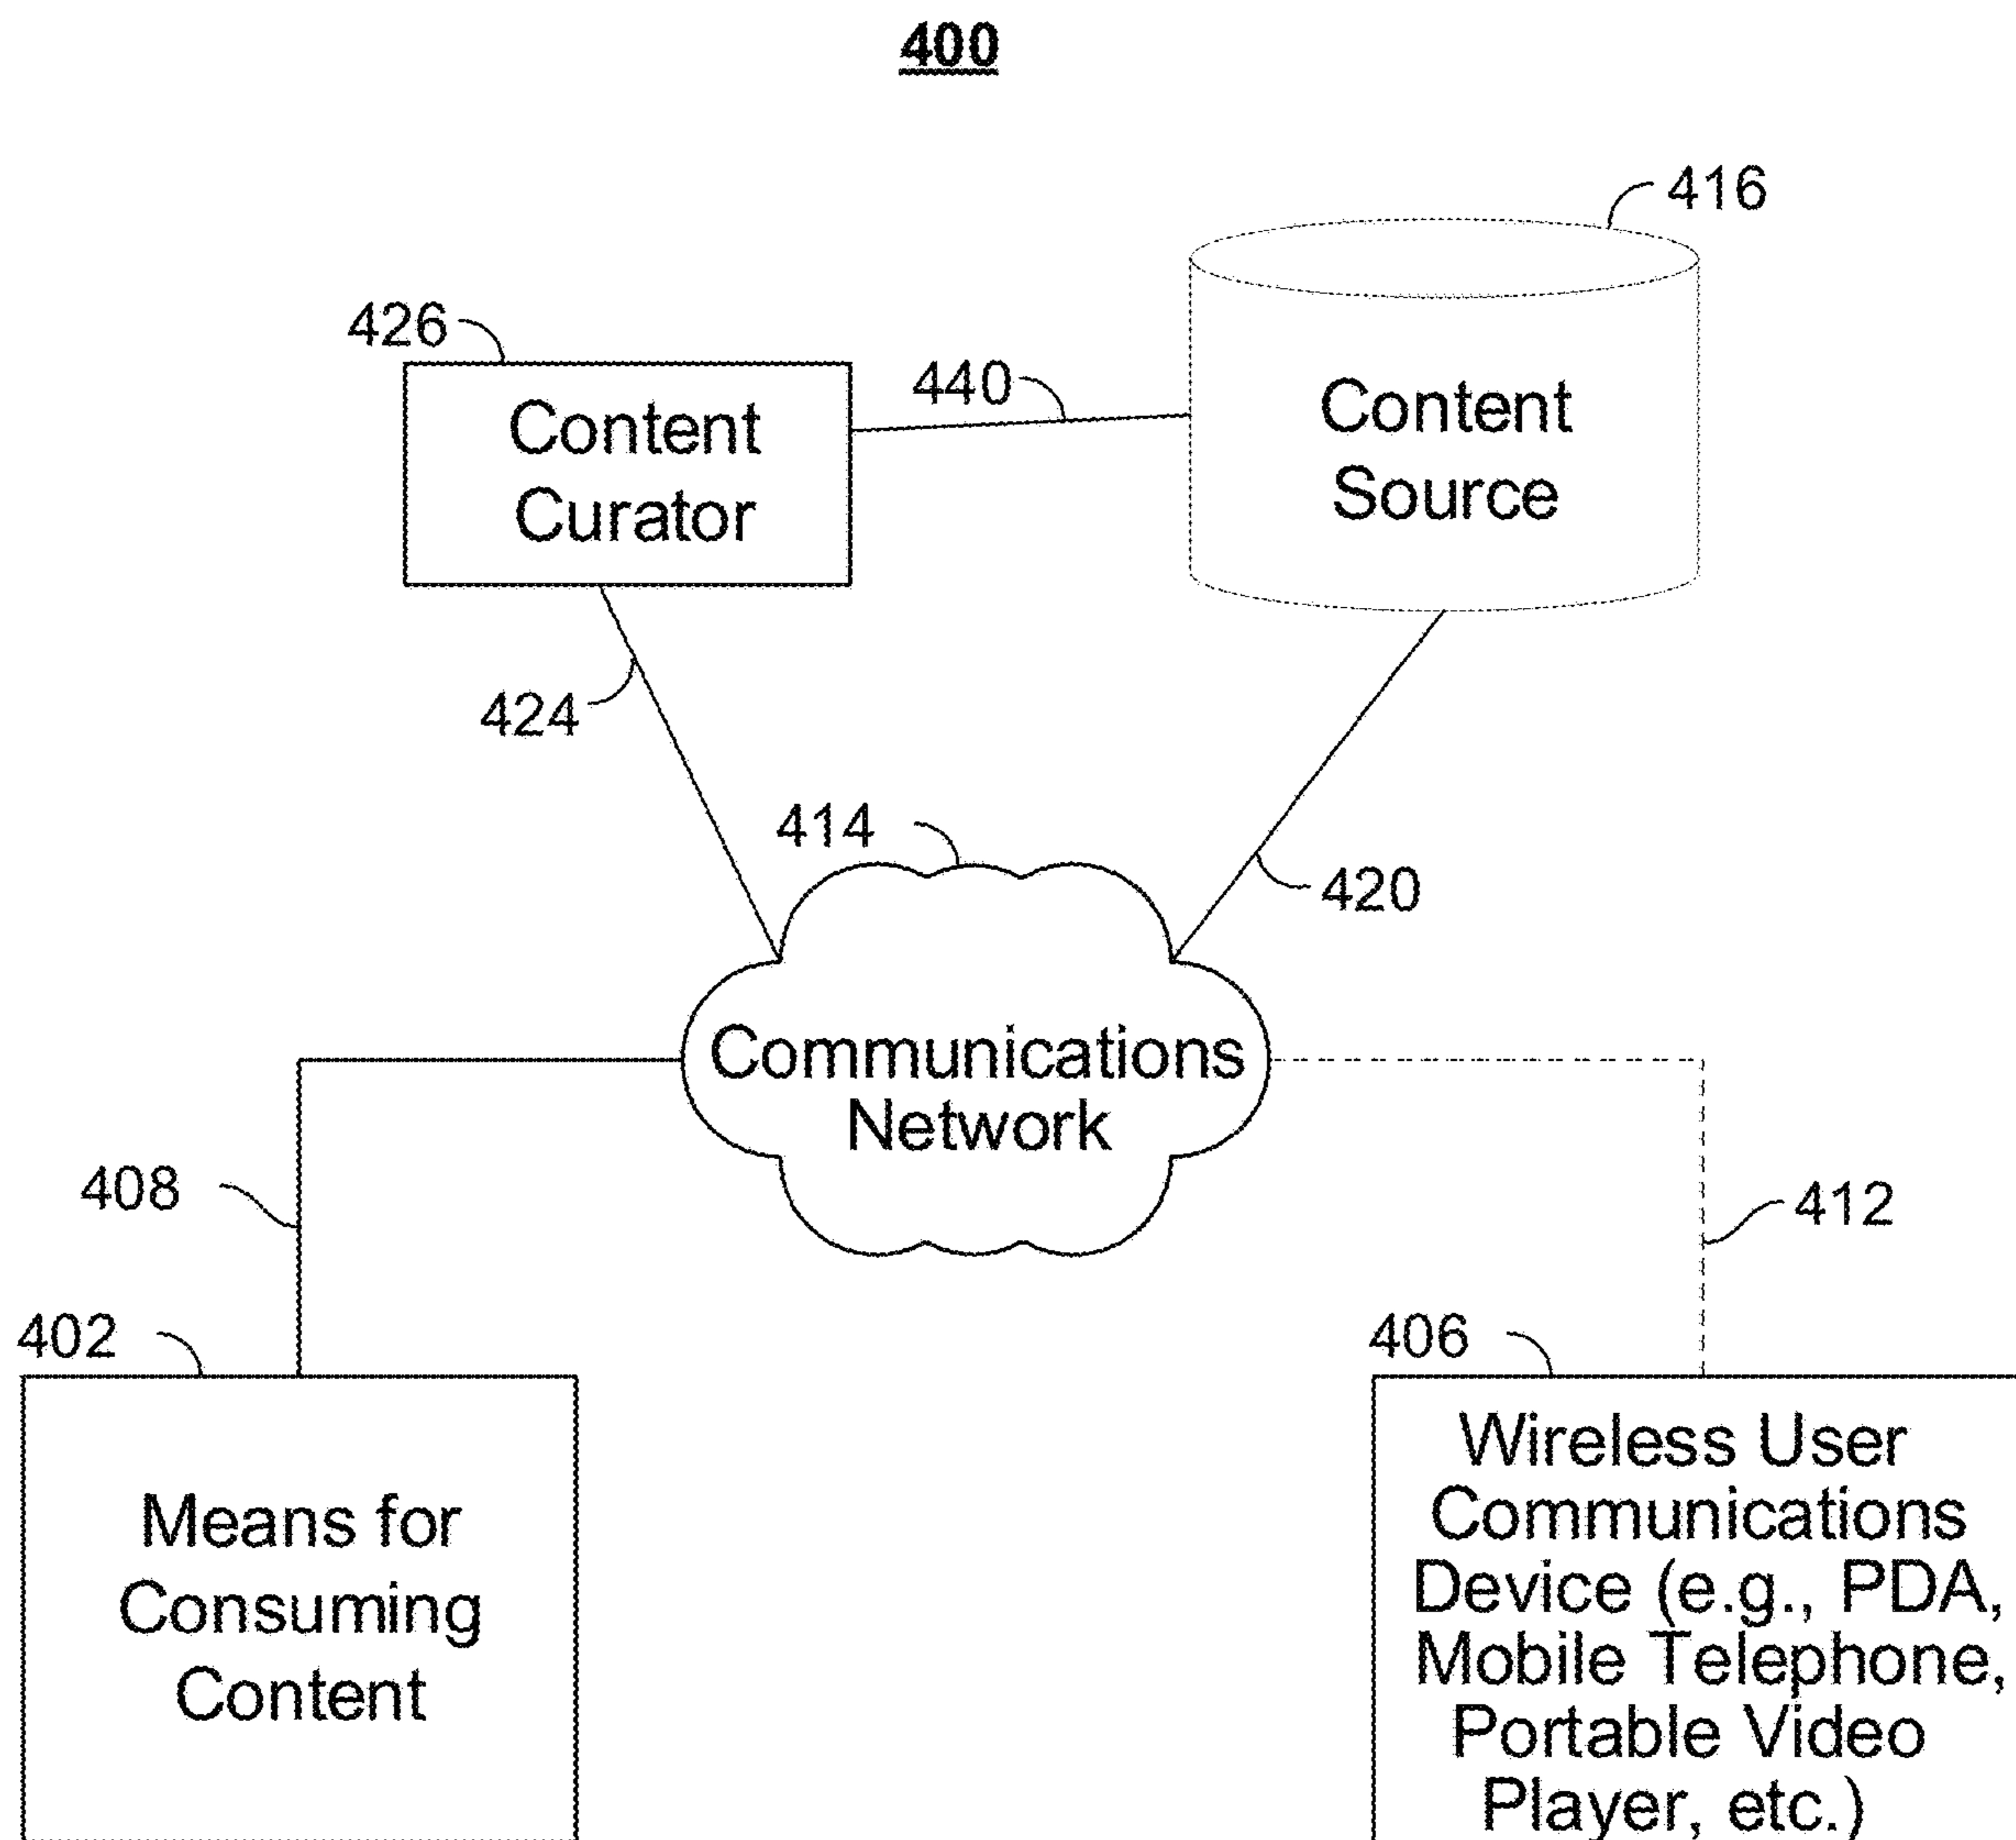 400
416
426
440
Content
Curator
Content
Source
424
414
420
Communications
Network
408
412
402
406
Means for
Consuming
Content
Wireless User
Communications
Device (e.g., PDA,
Mobile Telephone,
Portable Video
Player, etc.)